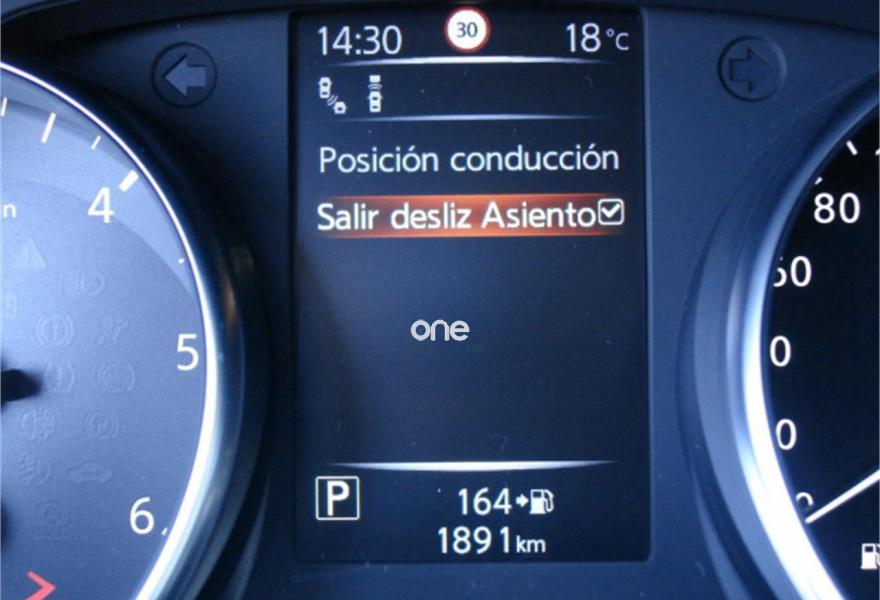 14:30 30 18°C
Posición conducción
Salir desliz Asiento
4
80
5
one
6
P
164
1891 km